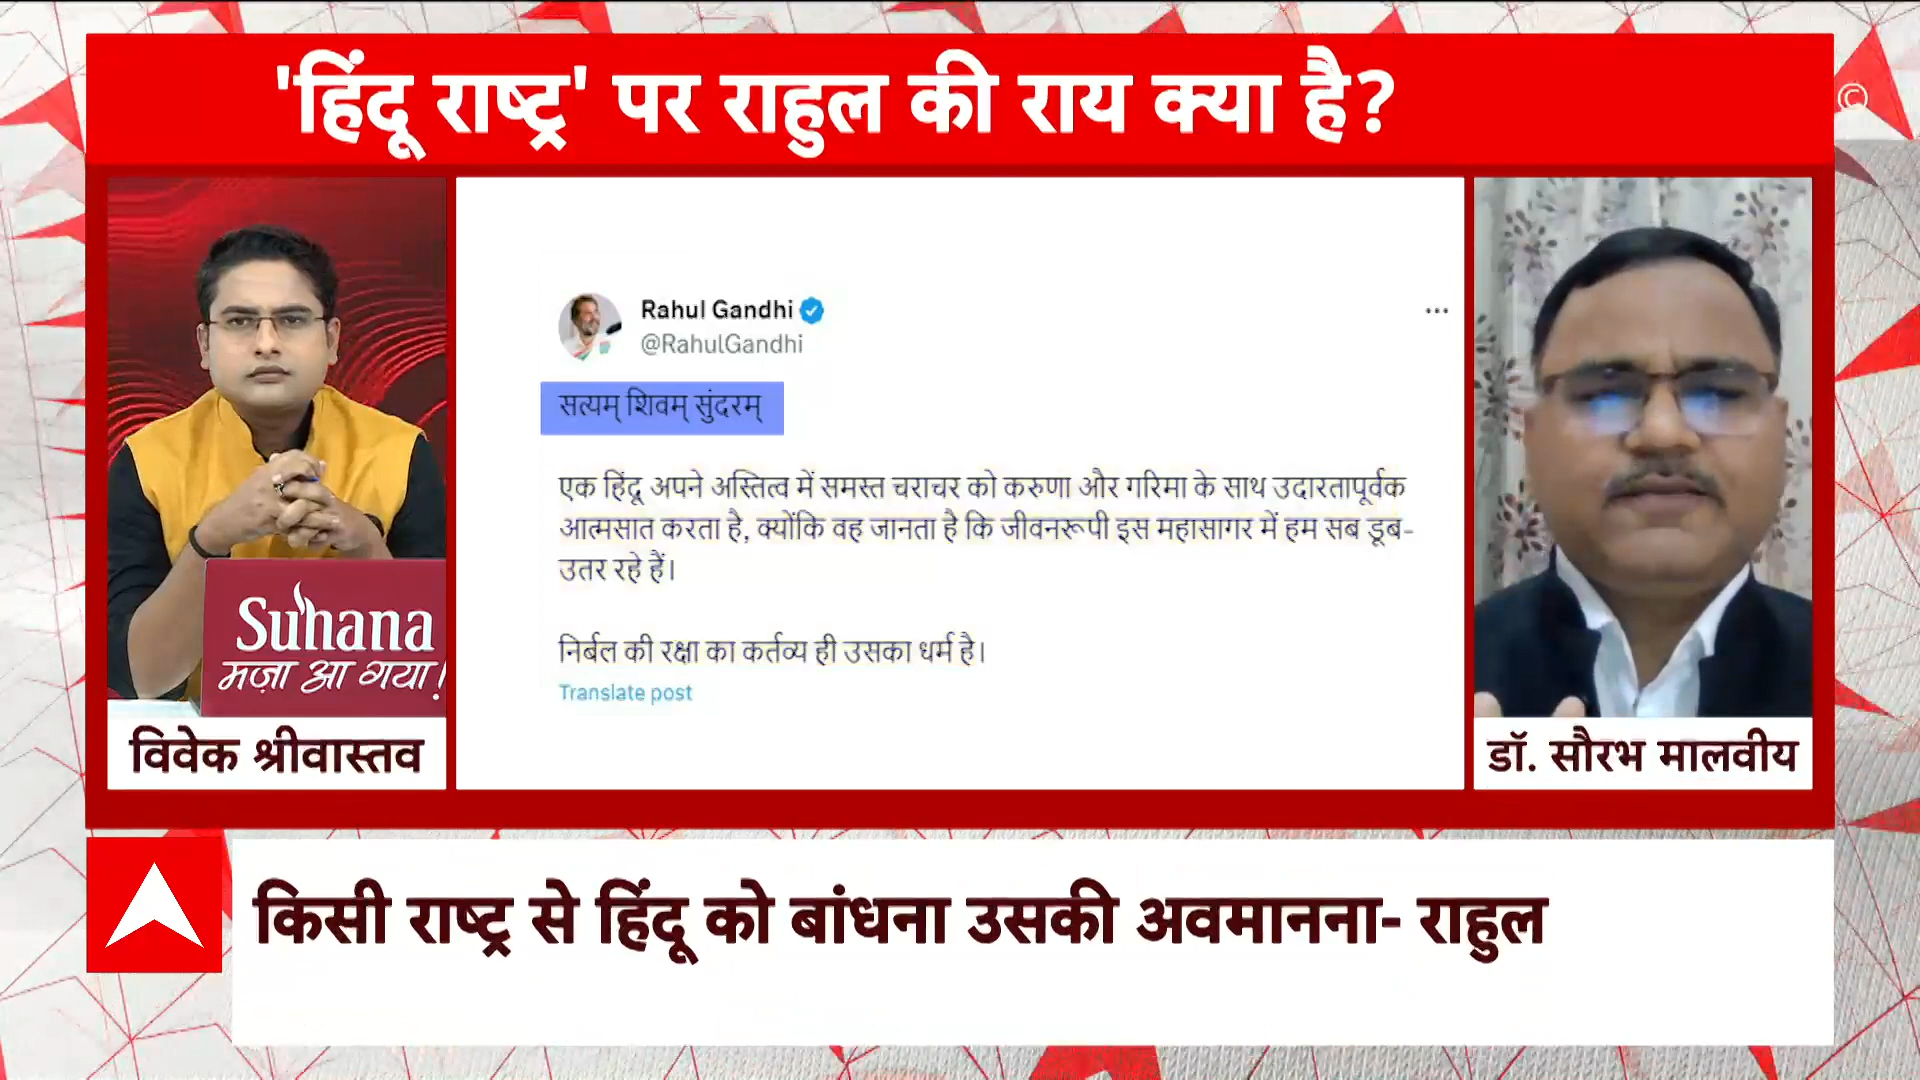 'हिंदू राष्ट्र' पर राहुल की राय क्या है?
©
Rahul Gandhi
@RahulGandhi
सत्यम् शिवम् सुंदरम्
एक हिंदू अपने अस्तित्व में समस्त चराचर को करुणा और गरिमा के साथ उदारतापूर्वक
आत्मसात करता है, क्योंकि वह जानता है कि जीवनरूपी इस महासागर में हम सब डूब-
उतर रहे हैं।
निर्बल की रक्षा का कर्तव्य ही उसका धर्म है।
Translate post
Suhana
मज़ा आ गया!
विवेक श्रीवास्तव
डॉ. सौरभ मालवीय
किसी राष्ट्र से हिंदू को बांधना उसकी अवमानना- राहुल